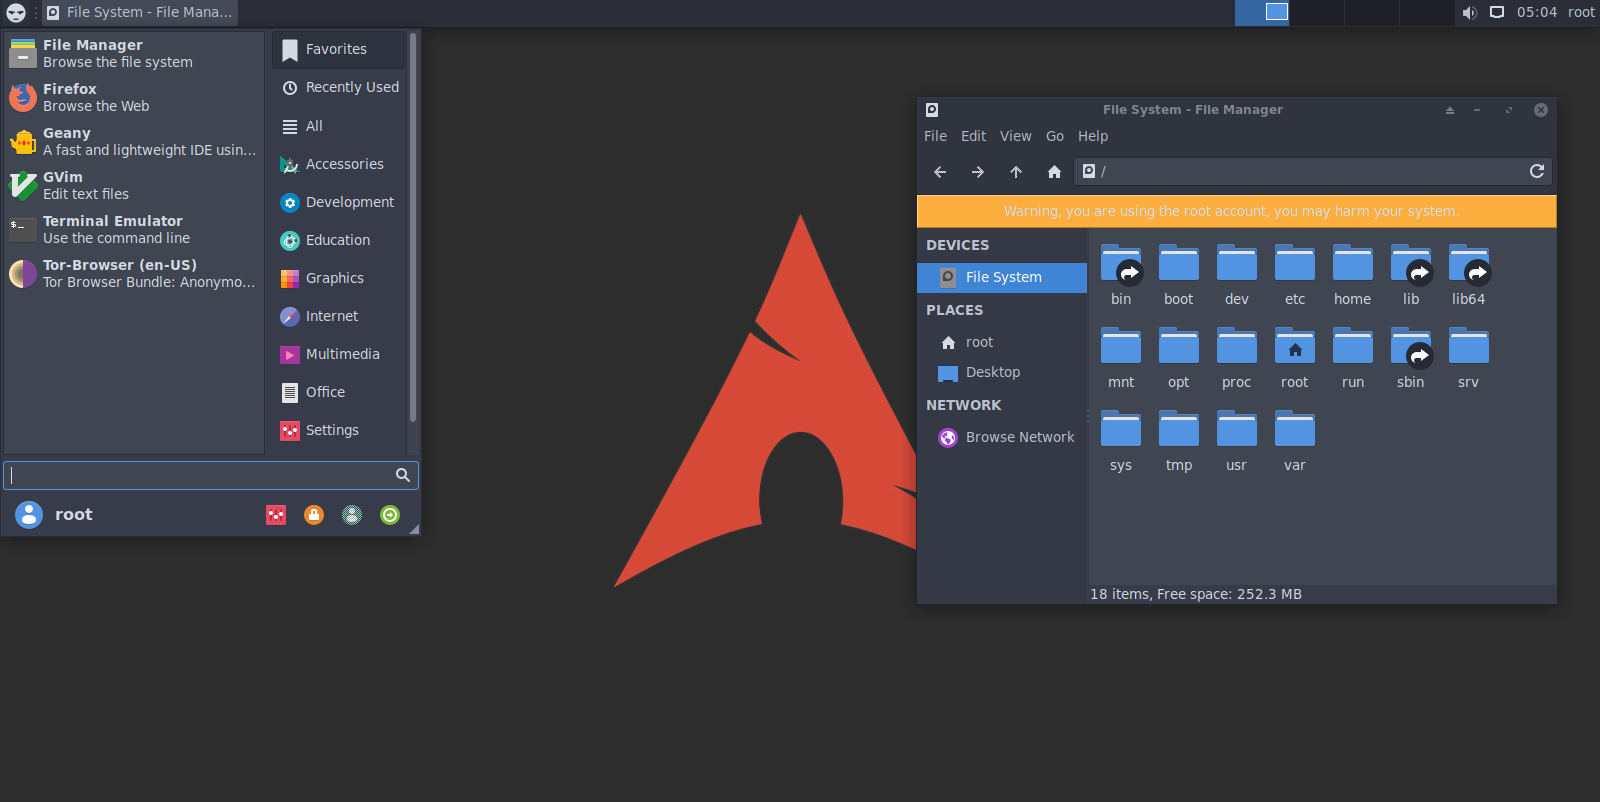 File System - File Mana...
05:04 root
File Manager
Browse the file system
Firefox
Browse the Web
Geany
A fast and lightweight IDE usin...
GVim
Edit text files
$_
Terminal Emulator
Use the command line
Tor-Browser (en-US)
Tor Browser Bundle: Anonymo...
Favorites
Recently Used
All
Accessories
Development
Education
Graphics
Internet
Multimedia
Office
Settings
root
File System - File Manager
File Edit View Go Help
/
Warning, you are using the root account, you may harm your system.
DEVICES
File System
PLACES
root
Desktop
NETWORK
Browse Network
bin boot dev etc home lib lib64
mnt opt proc root run sbin srv
sys tmp usr var
18 items, Free space: 252.3 MB